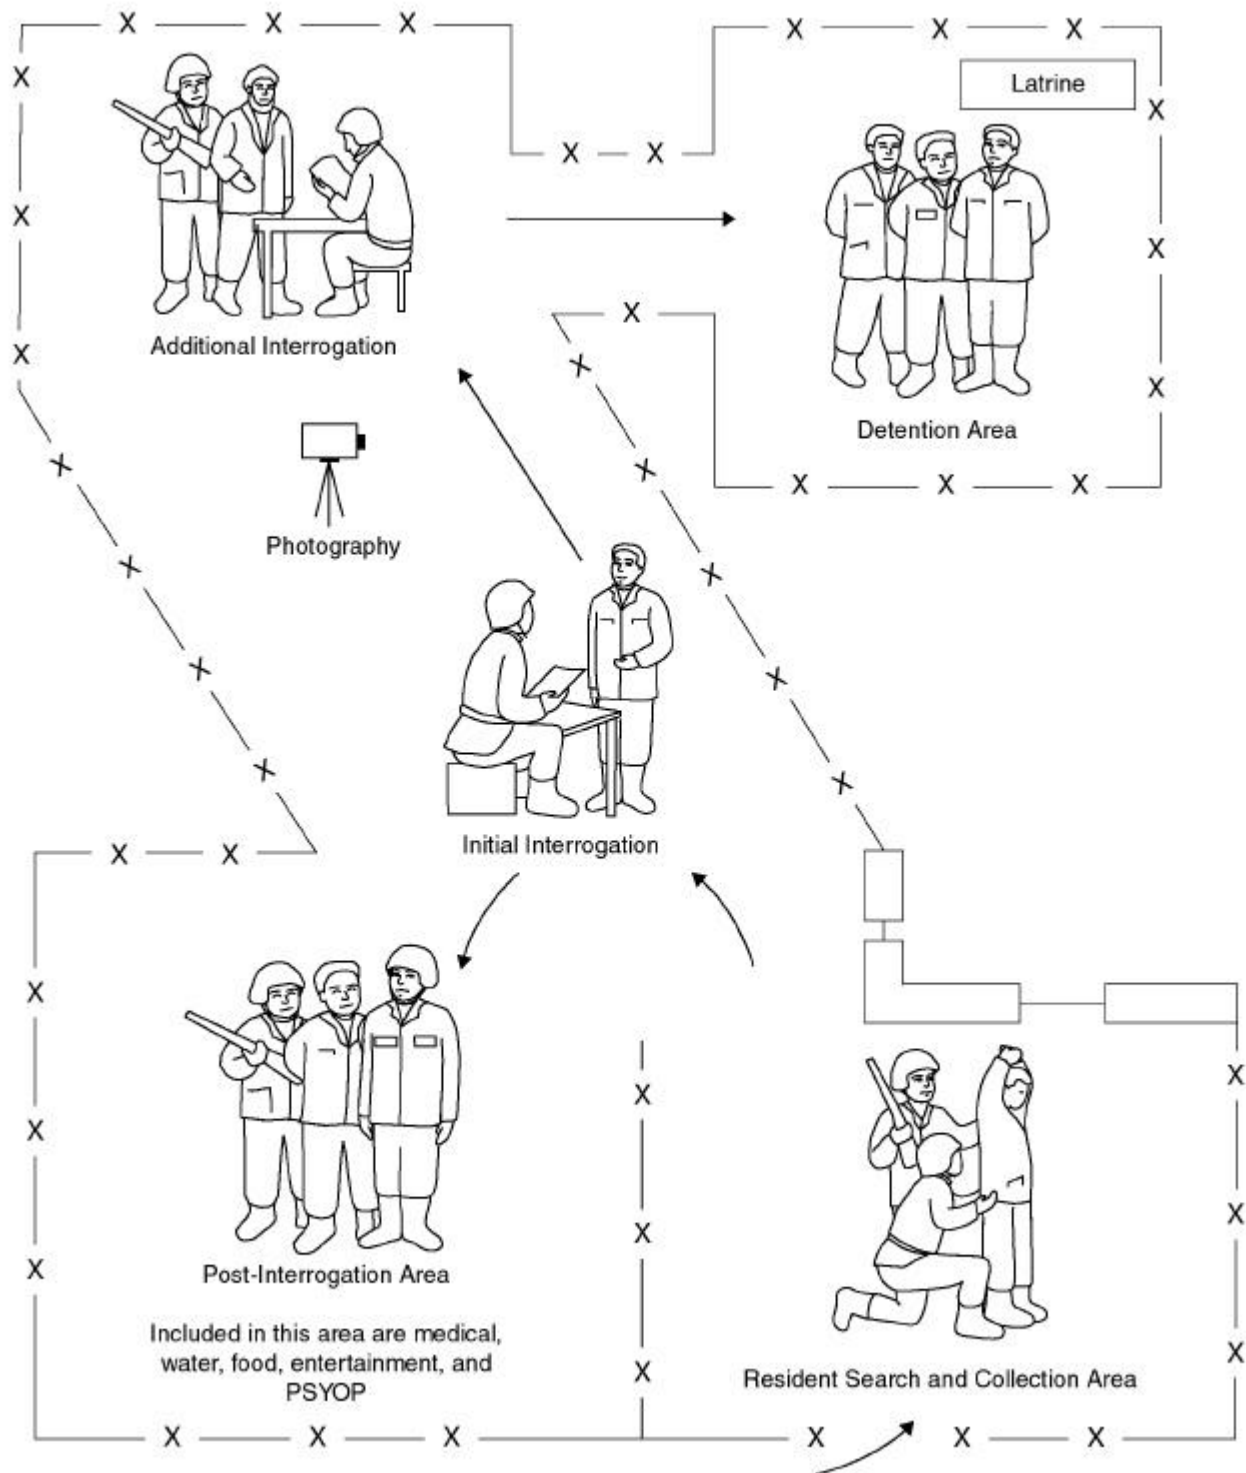 Latrine
Additional Interrogation
Detention Area
Photography
Initial Interrogation
Post-Interrogation Area
Included in this area are medical,
water, food, entertainment, and
PSYOP
Resident Search and Collection Area